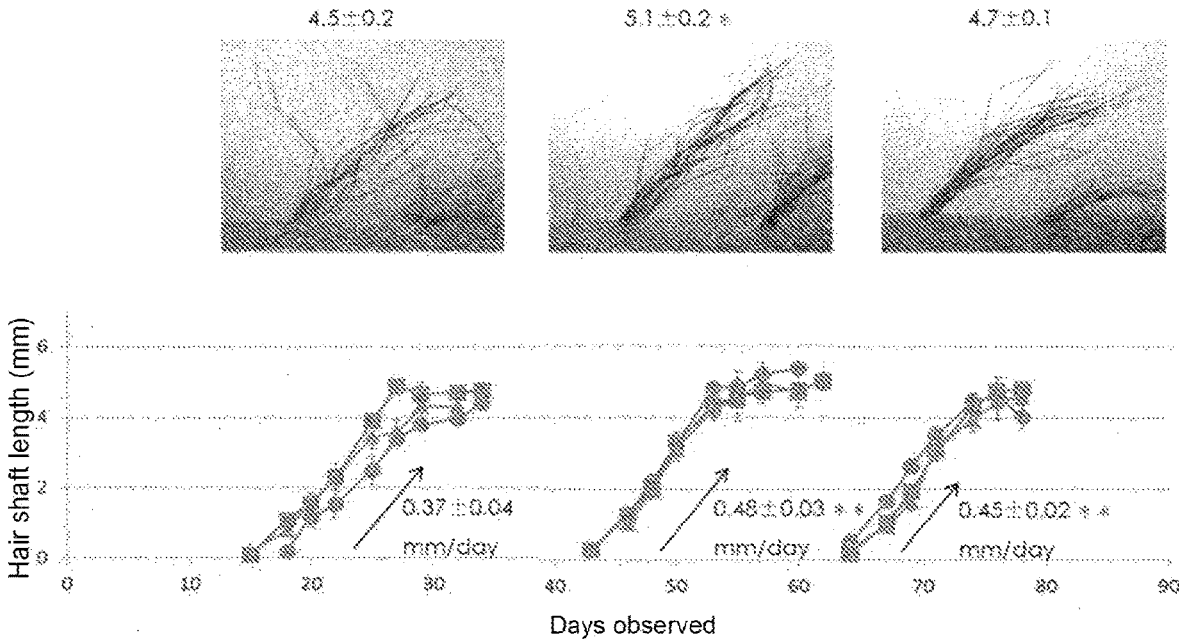 4.5±0.2
5.1±0.2 *
4.7±0.1
Hair shaft length (mm)
6
4
2
0
0.37±0.04
mm/day
0.48±0.03 * *
mm/day
0.45±0.02 * *
mm/day
0 10 20 30 40 50 60 70 80 90
Days observed